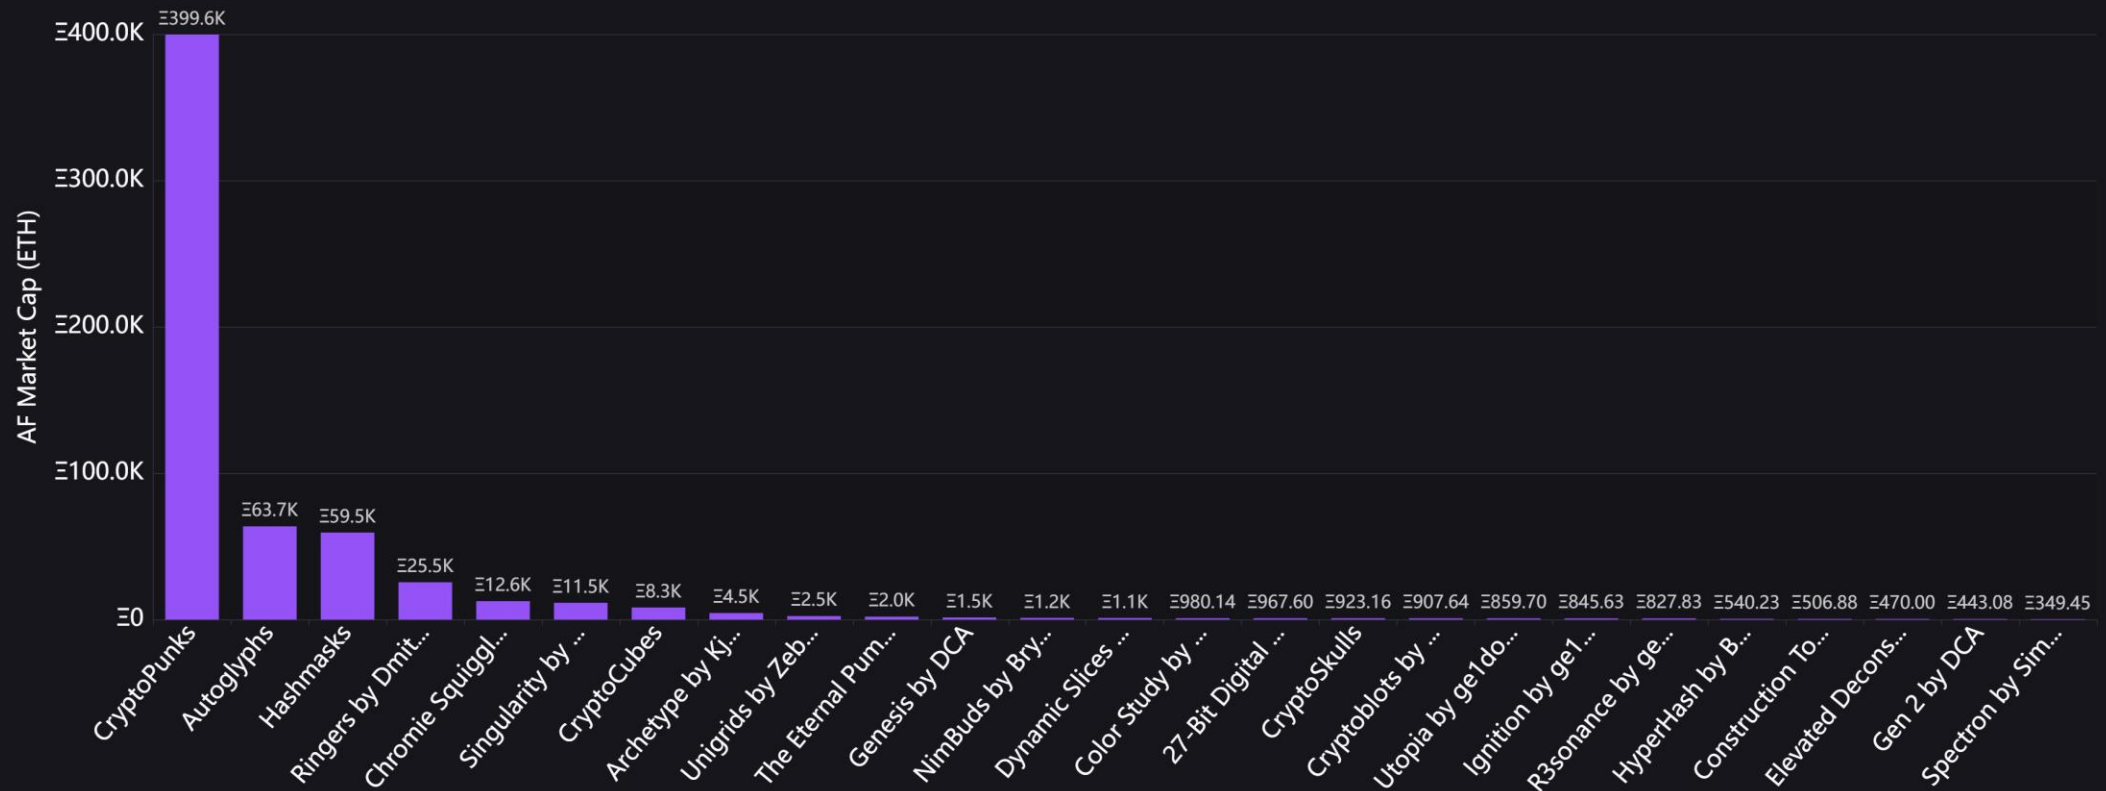 AF Market Cap (ETH)
Ξ400.0K
Ξ300.0K
Ξ200.0K
Ξ100.0K
Ξ0
Ξ399.6K
Ξ63.7K
Ξ59.5K
Ξ25.5K
Ξ12.6K
Ξ11.5K
Ξ8.3K
Ξ4.5K
Ξ2.5K
Ξ2.0K
Ξ1.5K
Ξ1.2K
Ξ1.1K
Ξ980.14
Ξ967.60
Ξ923.16
Ξ907.64
Ξ859.70
Ξ845.63
Ξ827.83
Ξ540.23
Ξ506.88
Ξ470.00
Ξ443.08
Ξ349.45
CryptoPunks
Autoglyphs
Hashmasks
Ringers by Dmit...
Chromie Squiggl...
Singularity by ...
CryptoCubes
Archetype by Kj...
Unigrids by Zeb...
The Eternal Pum...
Genesis by DCA
NimBuds by Bry...
Dynamic Slices ...
Color Study by ...
27-Bit Digital ...
CryptoSkulls
Cryptoblots by ...
Utopia by ge1do...
Ignition by ge1...
R3sonance by ge...
HyperHash by B...
Construction To...
Elevated Decons...
Gen 2 by DCA
Spectron by Sim...